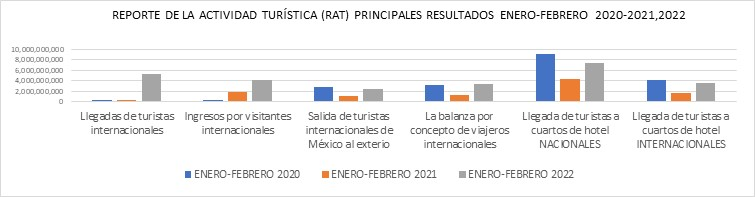 REPORTE DE LA ACTIVIDAD TURÍSTICA (RAT) PRINCIPALES RESULTADOS ENERO-FEBRERO 2020-2021,2022
10,000,000,000
8,000,000,000
6,000,000,000
4,000,000,000
2,000,000,000
0
Llegadas de turistas
internacionales
Ingresos por visitantes
internacionales
Salida de turistas
internacionales de
México al exterio
La balanza por
concepto de viajeros
internacionales
Llegada de turistas a
cuartos de hotel
NACIONALES
Llegada de turistas a
cuartos de hotel
INTERNACIONALES
ENERO-FEBRERO 2020
ENERO-FEBRERO 2021
ENERO-FEBRERO 2022